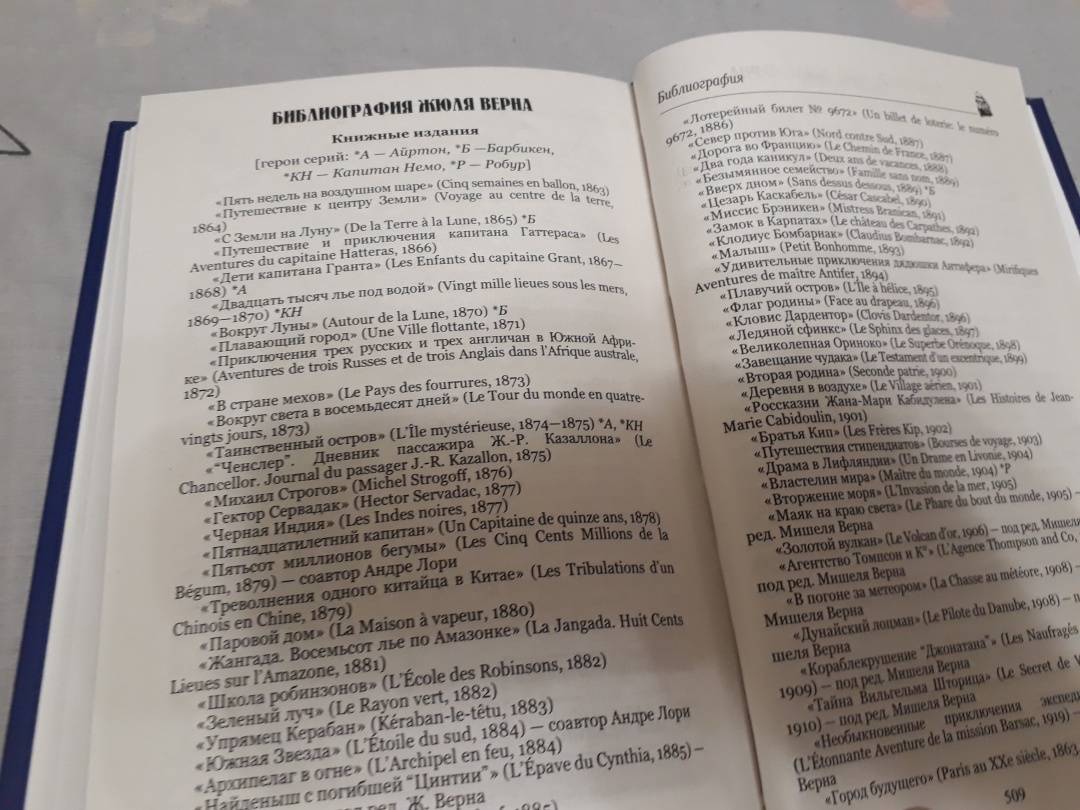 БИБЛИОГРАФИЯ ЖЮЛЯ ВЕРНА
Книжные издания
[герои серий: *А — Айртон, *Б —Барбикен,
*КН — Капитан Немо, *Р — Робур]
«Пять недель на воздушном шаре» (Cinq semaines en ballon, 1863)
«Путешествие к центру Земли» (Voyage au centre de la terre,
1864)
«С Земли на Луну» (De la Terre à la Lune, 1865) *Б
«Путешествие и приключения капитана Гаттераса» (Les
Aventures du capitaine Hatteras, 1866)
«Дети капитана Гранта» (Les Enfants du capitaine Grant, 1867—
1868) *А
«Двадцать тысяч лье под водой» (Vingt mille lieues sous les mers,
1869—1870) *КН
«Вокруг Луны» (Autour de la Lune, 1870) *Б
«Плавающий город» (Une Ville flottante, 1871)
«Приключения трех русских и трех англичан в Южной Афри-
ке» (Aventures de trois Russes et de trois Anglais dans l'Afrique australe,
1872)
«В стране мехов» (Le Pays des fourrures, 1873)
«Вокруг света в восемьдесят дней» (Le Tour du monde en quatre-
vingts jours, 1873)
«Таинственный остров» (L'Île mystérieuse, 1874—1875) *А, *КН
«"Ченслер". Дневник пассажира Ж.-Р. Казаллона» (Le
Chancellor. Journal du passager J.-R. Kazallon, 1875)
«Михаил Строгов» (Michel Strogoff, 1876)
«Гектор Сервадак» (Hector Servadac, 1877)
«Черная Индия» (Les Indes noires, 1877)
«Пятнадцатилетний капитан» (Un Capitaine de quinze ans, 1878)
«Пятьсот миллионов бегумы» (Les Cinq Cents Millions de la
Bégum, 1879) — соавтор Андре Лори
«Треволнения одного китайца в Китае» (Les Tribulations d'un
Chinois en Chine, 1879)
«Паровой дом» (La Maison à vapeur, 1880)
«Жангада. Восемьсот лье по Амазонке» (La Jangada. Huit Cents
Lieues sur l'Amazone, 1881)
«Школа робинзонов» (L'École des Robinsons, 1882)
«Зеленый луч» (Le Rayon vert, 1882)
«Упрямец Керабан» (Kéraban-le-têtu, 1883)
«Южная Звезда» (L'Étoile du sud, 1884) — соавтор Андре Лори
«Архипелаг в огне» (L'Archipel en feu, 1884)
«Найденыш с погибшей "Цинтии"» (L'Épave du Cynthia, 1885) —
ред. Ж. Верна
1885)
Библиография
«Лотерейный билет № 9672» (Un billet de loterie: le numéro
9672, 1886)
«Север против Юга» (Nord contre Sud, 1887)
«Дорога во Францию» (Le Chemin de France, 1887)
«Два года каникул» (Deux ans de vacances, 1888)
«Безымянное семейство» (Famille sans nom, 1889)
«Вверх дном» (Sans dessus dessous, 1889) *Б
«Цезарь Каскабель» (César Cascabel, 1890)
«Миссис Брэникен» (Mistress Branican, 1891)
«Замок в Карпатах» (Le château des Carpathes, 1892)
«Клодиус Бомбарнак» (Claudius Bombarnac, 1892)
«Малыш» (Petit Bonhomme, 1893)
«Удивительные приключения дядюшки Антифера» (Mirifiques
Aventures de maître Antifer, 1894)
«Плавучий остров» (L'Île à hélice, 1895)
«Флаг родины» (Face au drapeau, 1896)
«Кловис Дардентор» (Clovis Dardentor, 1896)
«Ледяной сфинкс» (Le Sphinx des glaces, 1897)
«Великолепная Ориноко» (Le Superbe Orénoque, 1898)
«Завещание чудака» (Le Testament d'un excentrique, 1899)
«Вторая родина» (Seconde patrie, 1900)
«Деревня в воздухе» (Le Village aérien, 1901)
«Россказни Жана-Мари Кабидулена» (Les Histoires de Jean-
Marie Cabidoulin, 1901)
«Братья Кип» (Les Frères Kip, 1902)
«Путешествия стипендиатов» (Bourses de voyage, 1903)
«Драма в Лифляндии» (Un Drame en Livonie, 1904)
«Властелин мира» (Maître du monde, 1904) *Р
«Вторжение моря» (L'Invasion de la mer, 1905)
«Маяк на краю света» (Le Phare du bout du monde, 1905) —
ред. Мишеля Верна
«Золотой вулкан» (Le Volcan d'or, 1906) — под ред. Мишеля
«Агентство Томпсон и К°» (L'Agence Thompson and Co,
под ред. Мишеля Верна
«В погоне за метеором» (La Chasse au météore, 1908) —
Мишеля Верна
«Дунайский лоцман» (Le Pilote du Danube, 1908) — п
шеля Верна
«Кораблекрушение "Джонатана"» (Les Naufragés
1909) — под ред. Мишеля Верна
«Тайна Вильгельма Шторица» (Le Secret de
1910) — под ред. Мишеля Верна
«Необыкновенные приключения экспеди
(L'Étonnante Aventure de la mission Barsac, 1919) —
Верна
«Город будущего» (Paris au XXe siècle, 1863,
509